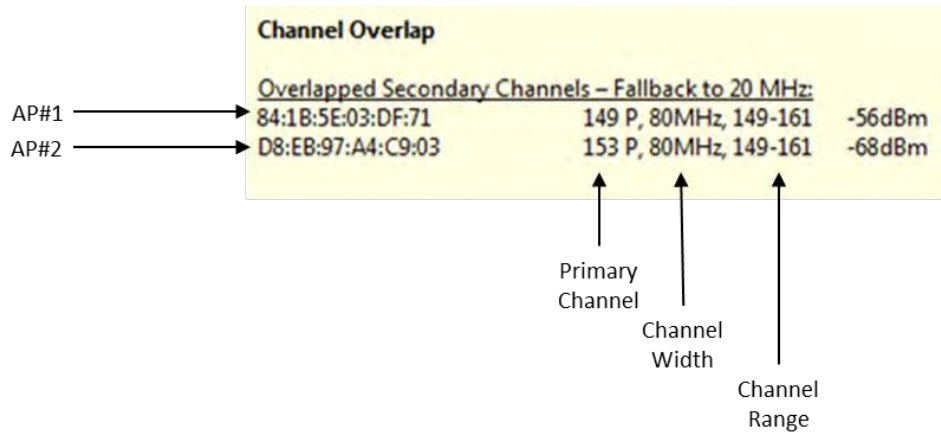 Channel Overlap
Overlapped Secondary Channels – Fallback to 20 MHz:
AP#1
84:1B:5E:03:DF:71 149 P, 80MHz, 149-161 -56dBm
AP#2
D8:EB:97:A4:C9:03 153 P, 80MHz, 149-161 -68dBm
Primary
Channel
Channel
Width
Channel
Range